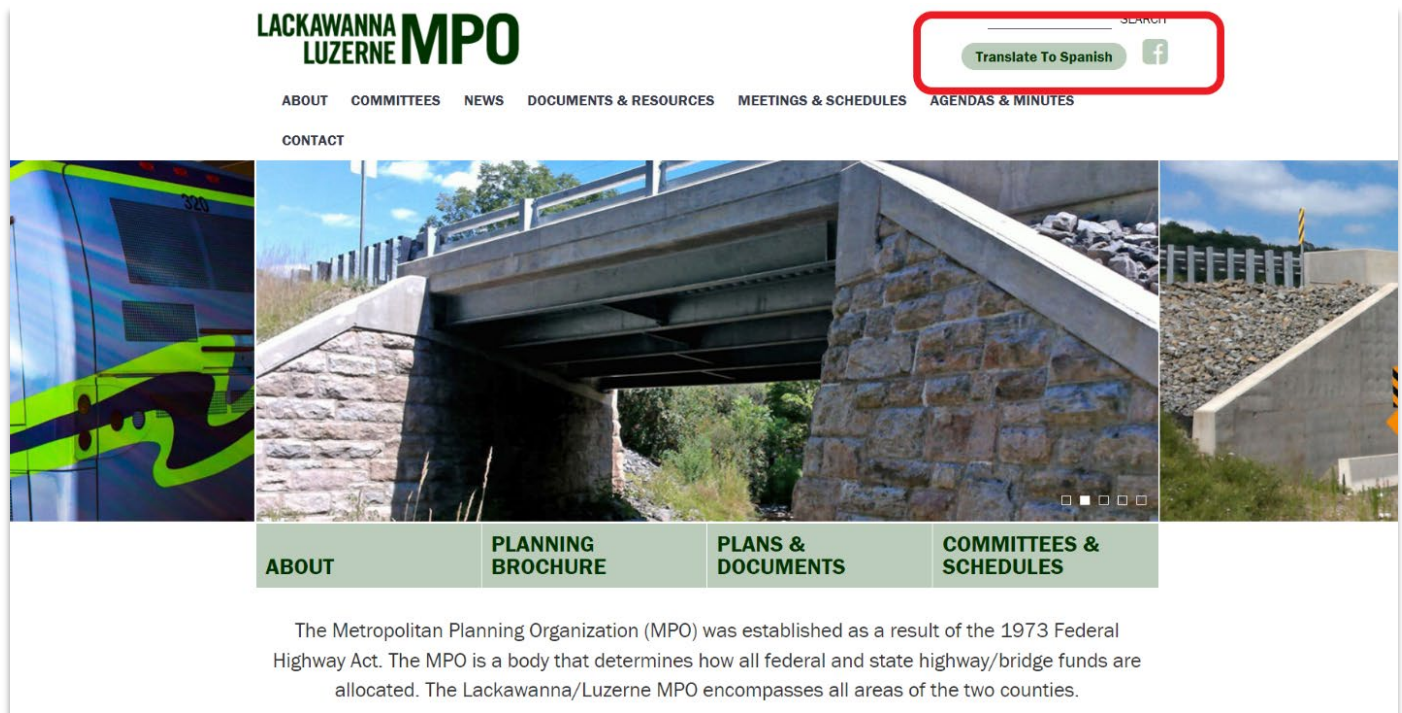 LACKAWANNA
LUZERNE MPO
SEARCH
Translate To Spanish
ABOUT COMMITTEES NEWS DOCUMENTS & RESOURCES MEETINGS & SCHEDULES AGENDAS & MINUTES
CONTACT
320
ABOUT
PLANNING
BROCHURE
PLANS &
DOCUMENTS
COMMITTEES &
SCHEDULES
The Metropolitan Planning Organization (MPO) was established as a result of the 1973 Federal
Highway Act. The MPO is a body that determines how all federal and state highway/bridge funds are
allocated. The Lackawanna/Luzerne MPO encompasses all areas of the two counties.